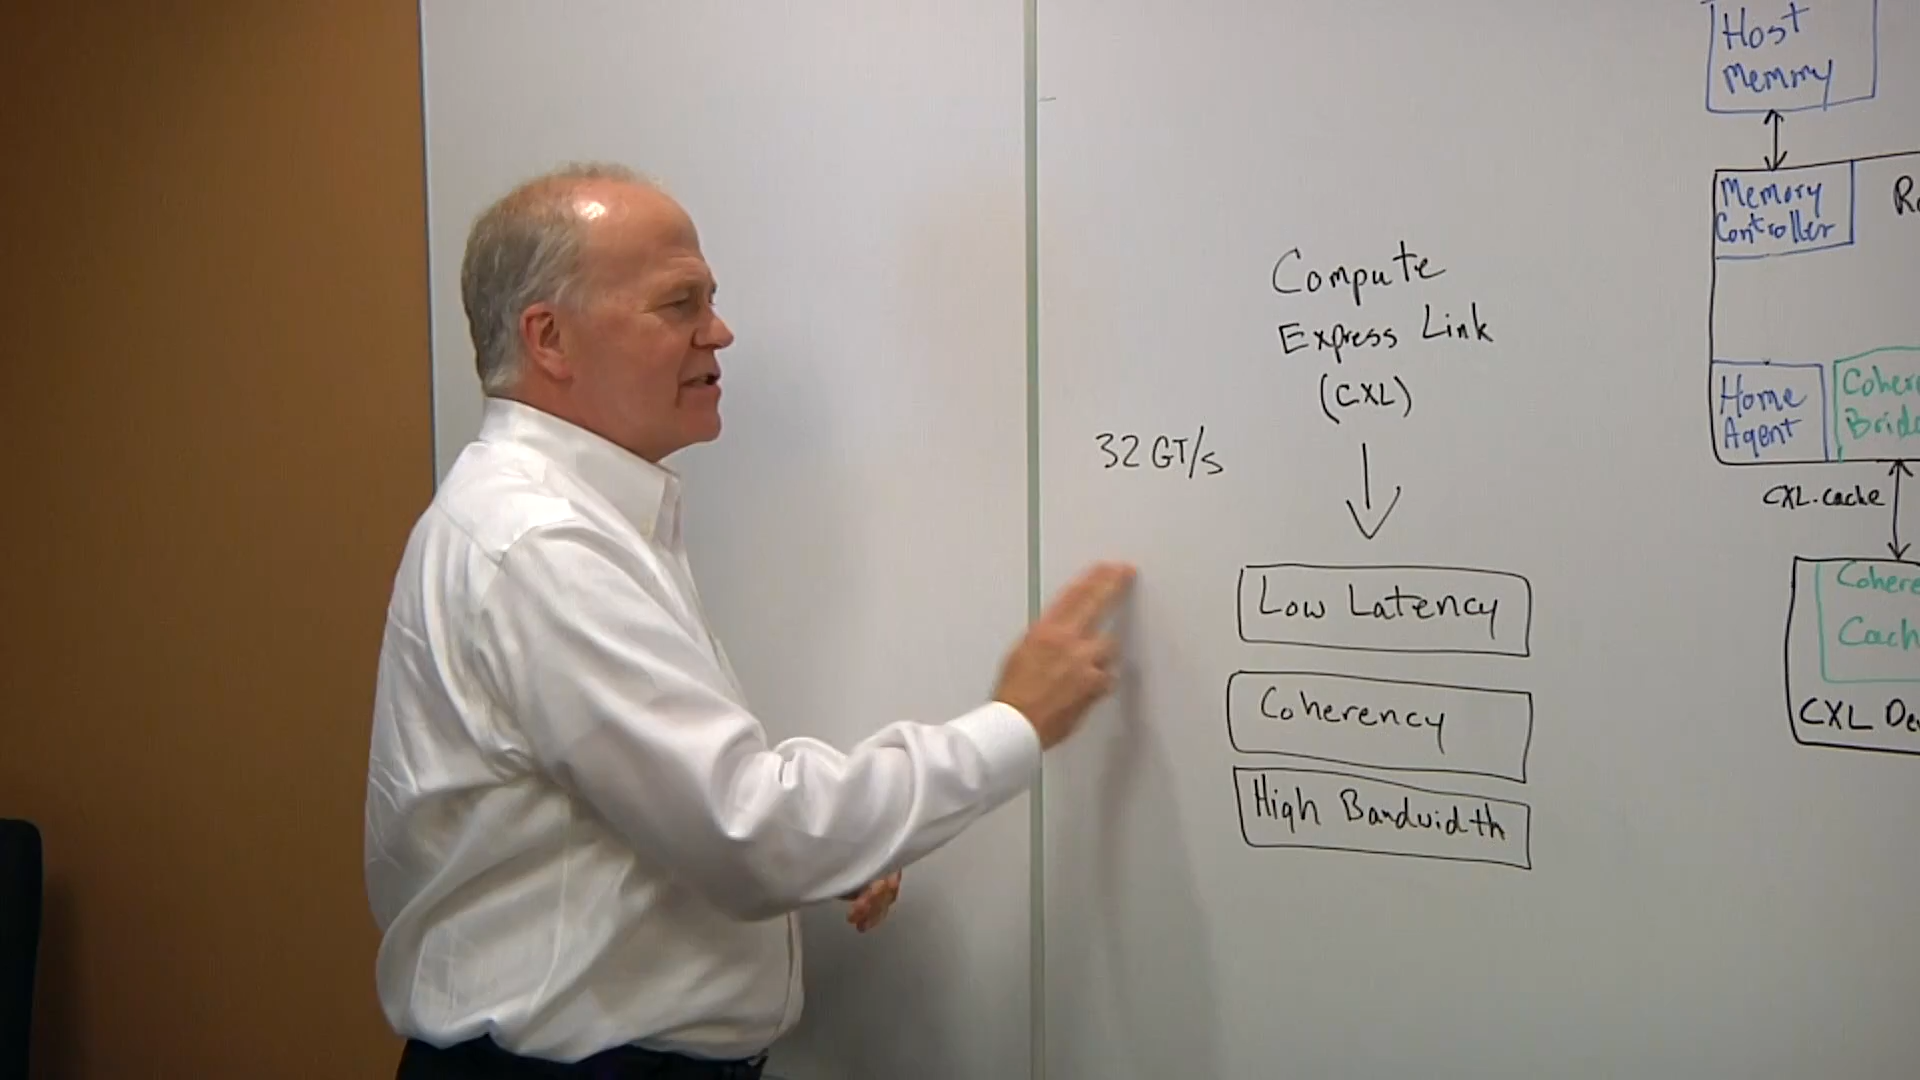 Compute
Express Link
(CXL)
32 GT/s
Low Latency
Coherency
High Bandwidth
Host
Memory
Memory
Controller
Home
Agent
CXL.cache
CXL